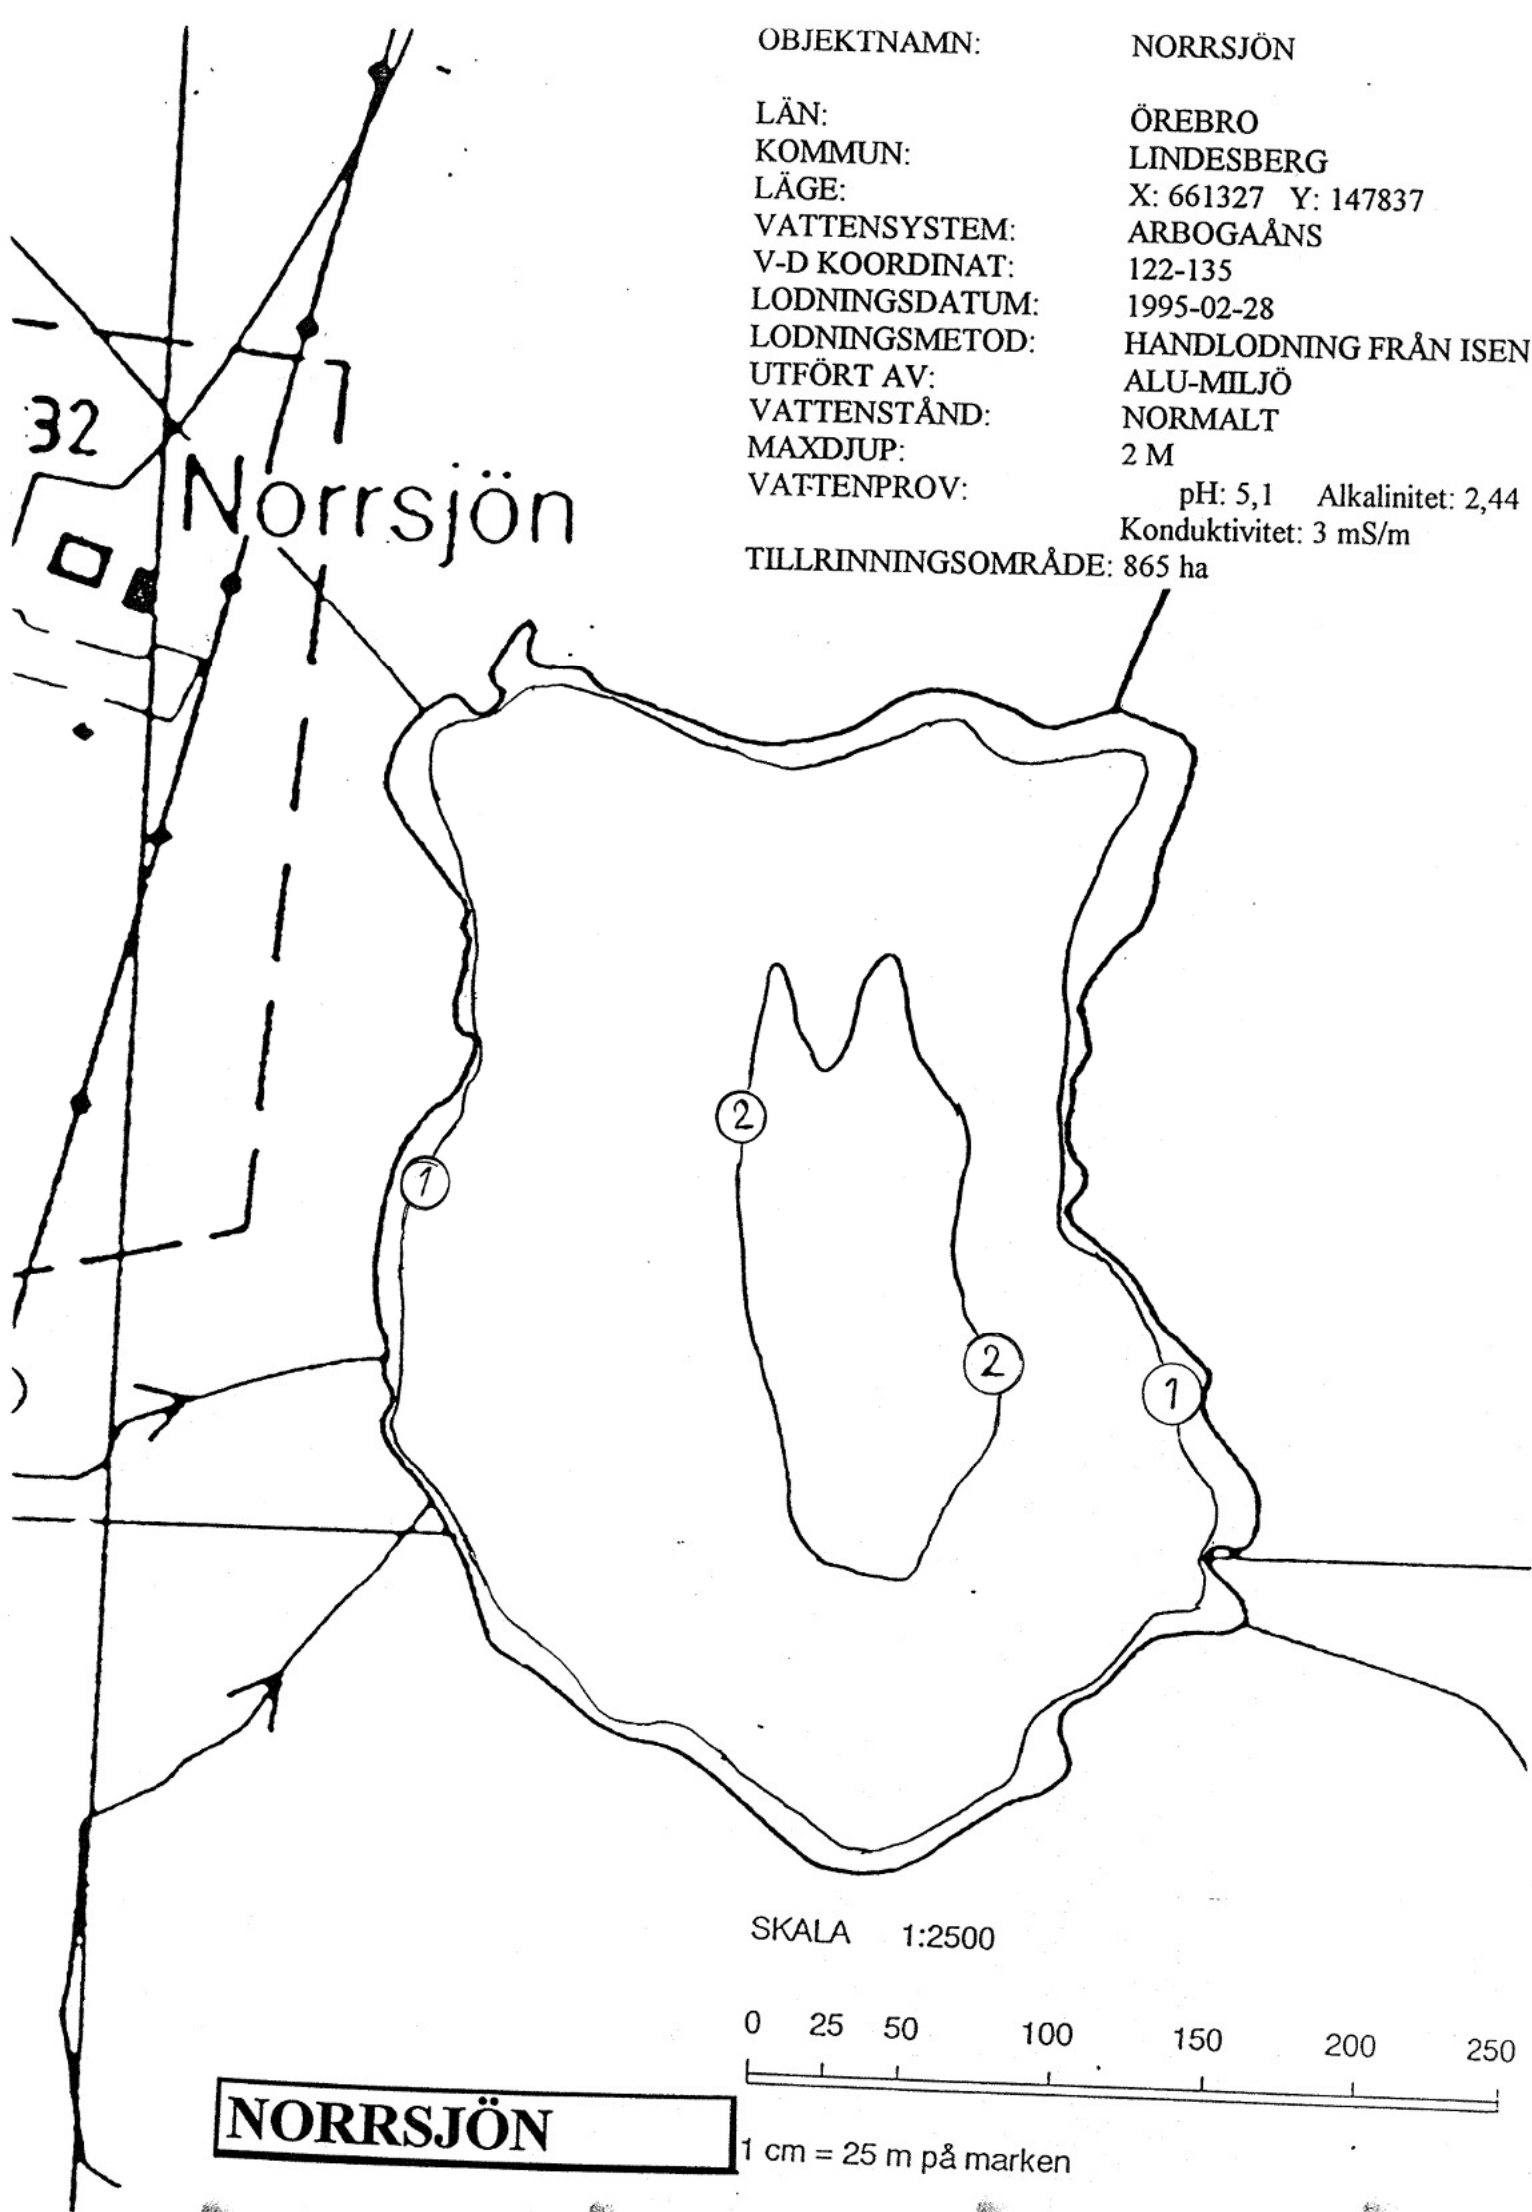 OBJEKTNAMN: NORRSJÖN
LÄN: ÖREBRO
KOMMUN: LINDESBERG
LÄGE: X: 661327 Y: 147837
VATTENSYSTEM: ARBOGAÅNS
V-D KOORDINAT: 122-135
LODNINGSDATUM: 1995-02-28
LODNINGSMETOD: HANDLODNING FRÅN ISEN
UTFÖRT AV: ALU-MILJÖ
VATTENSTÅND: NORMALT
MAXDJUP: 2 M
VATTENPROV: pH: 5,1 Alkalinitet: 2,44
Konduktivitet: 3 mS/m
TILLRINNINGSOMRÅDE: 865 ha
32
Norrsjön
2
1
2
1
SKALA 1:2500
0 25 50 100 150 200 250
NORRSJÖN
1 cm = 25 m på marken